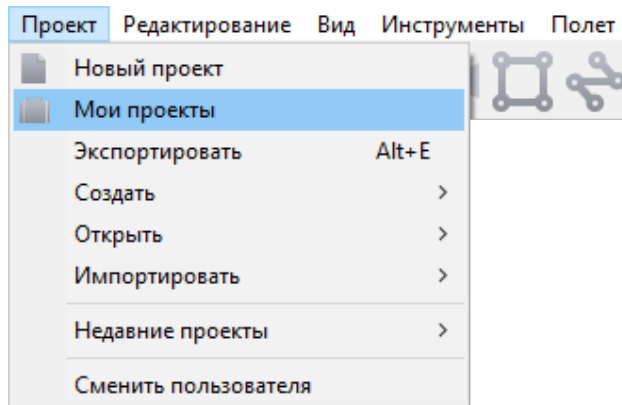 Проект Редактирование Вид Инструменты Полет
Новый проект
Мои проекты
Экспортировать Alt+E
Создать
Открыть
Импортировать
Недавние проекты
Сменить пользователя